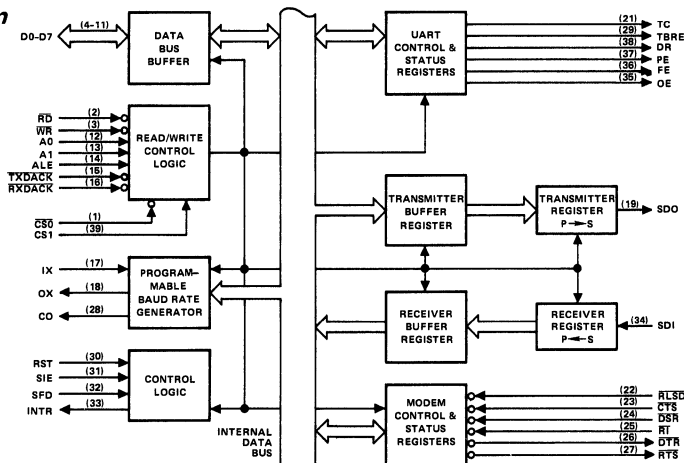 n
D0-D7
(4-11)
DATA
BUS
BUFFER
UART
CONTROL &
STATUS
REGISTERS
(21) TC
(29) TBRE
(38) DR
(37) PE
(36) FE
(35) OE
RD (2)
WR (3)
A0 (12)
A1 (13)
ALE (14)
TXDACK (15)
RXDACK (16)
READ/WRITE
CONTROL
LOGIC
CS0 (1)
CS1 (39)
TRANSMITTER
BUFFER
REGISTER
TRANSMITTER
REGISTER
P→S
(19) SDO
IX (17)
OX (18)
CO (28)
PROGRAM-
MABLE
BAUD RATE
GENERATOR
RECEIVER
BUFFER
REGISTER
RECEIVER
REGISTER
P←S
(34) SDI
RST (30)
SIE (31)
SFD (32)
INTR (33)
CONTROL
LOGIC
INTERNAL
DATA
BUS
MODEM
CONTROL &
STATUS
REGISTERS
(22) RLSD
(23) CTS
(24) DSR
(25) RI
(26) DTR
(27) RTS